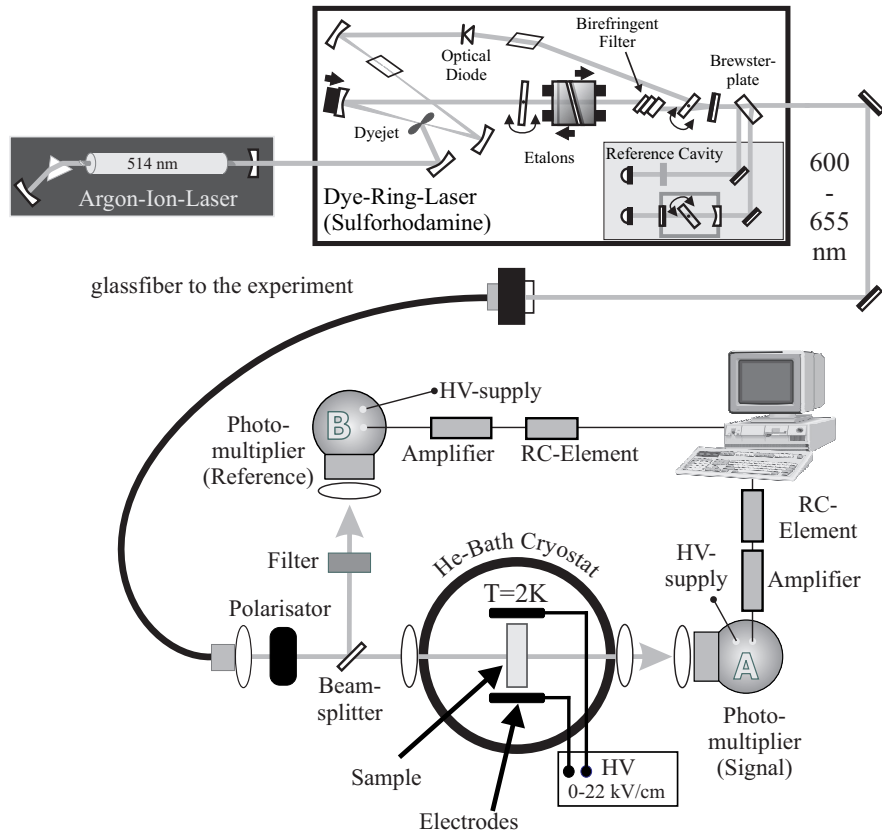 Birefringent
Filter
Optical
Diode
Brewster-
plate
Dyejet
Etalons
Reference Cavity
514 nm
Argon-Ion-Laser
Dye-Ring-Laser
(Sulforhodamine)
600
-
655
nm
glassfiber to the experiment
HV-supply
B
Photo-
multiplier
(Reference)
Amplifier
RC-Element
RC-
Element
HV-
supply
Amplifier
Filter
He-Bath Cryostat
T=2K
Polarisator
Beam-
splitter
A
Photo-
multiplier
(Signal)
Sample
Electrodes
HV
0-22 kV/cm